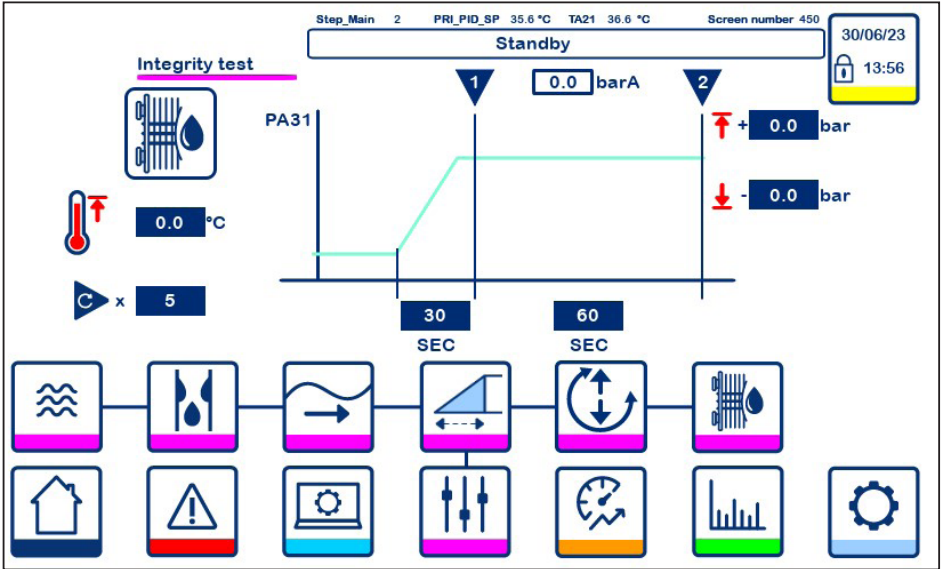 Step_Main 2 PRI_PID_SP 35.6 °C TA21 36.6 °C Screen number 450
Standby
30/06/23
13:56
Integrity test
1
0.0 barA
2
PA31
+ 0.0 bar
- 0.0 bar
0.0 °C
x 5
30
60
SEC
SEC